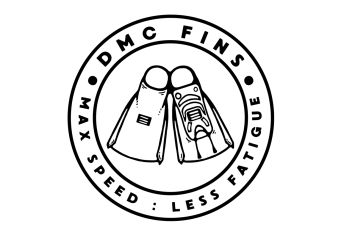 DMC FINS
MAX SPEED : LESS FATIGUE